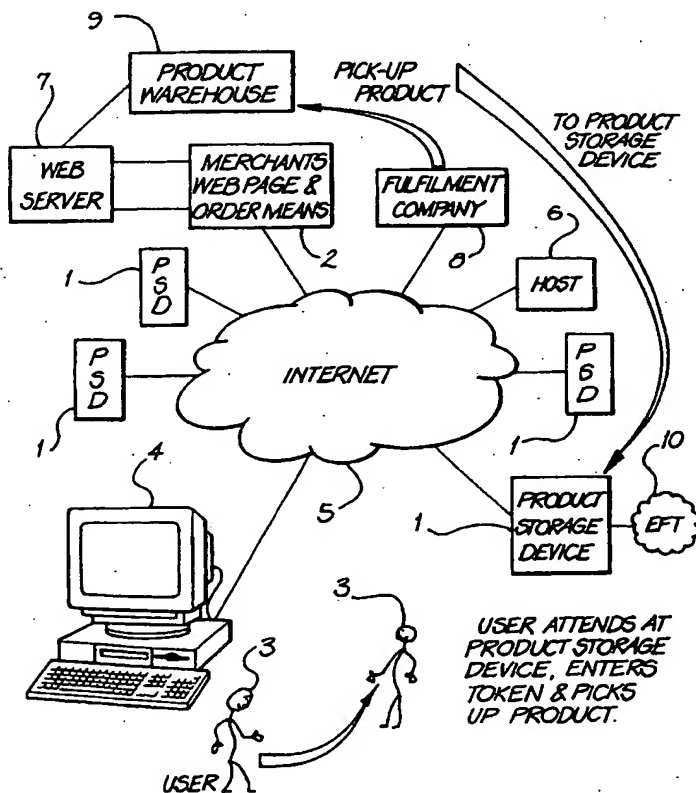 9
PRODUCT
WAREHOUSE
PICK-UP
PRODUCT
7
TO PRODUCT
STORAGE
DEVICE
WEB
SERVER
MERCHANTS
WEB PAGE &
ORDER MEANS
FULFILMENT
COMPANY
6
2
8
HOST
1
P
S
D
P
S
D
1
INTERNET
P
S
D
1
4
5
10
1
PRODUCT
STORAGE
DEVICE
EFT
3
3
USER ATTENDS AT
PRODUCT STORAGE
DEVICE, ENTERS
TOKEN & PICKS
UP PRODUCT.
USER